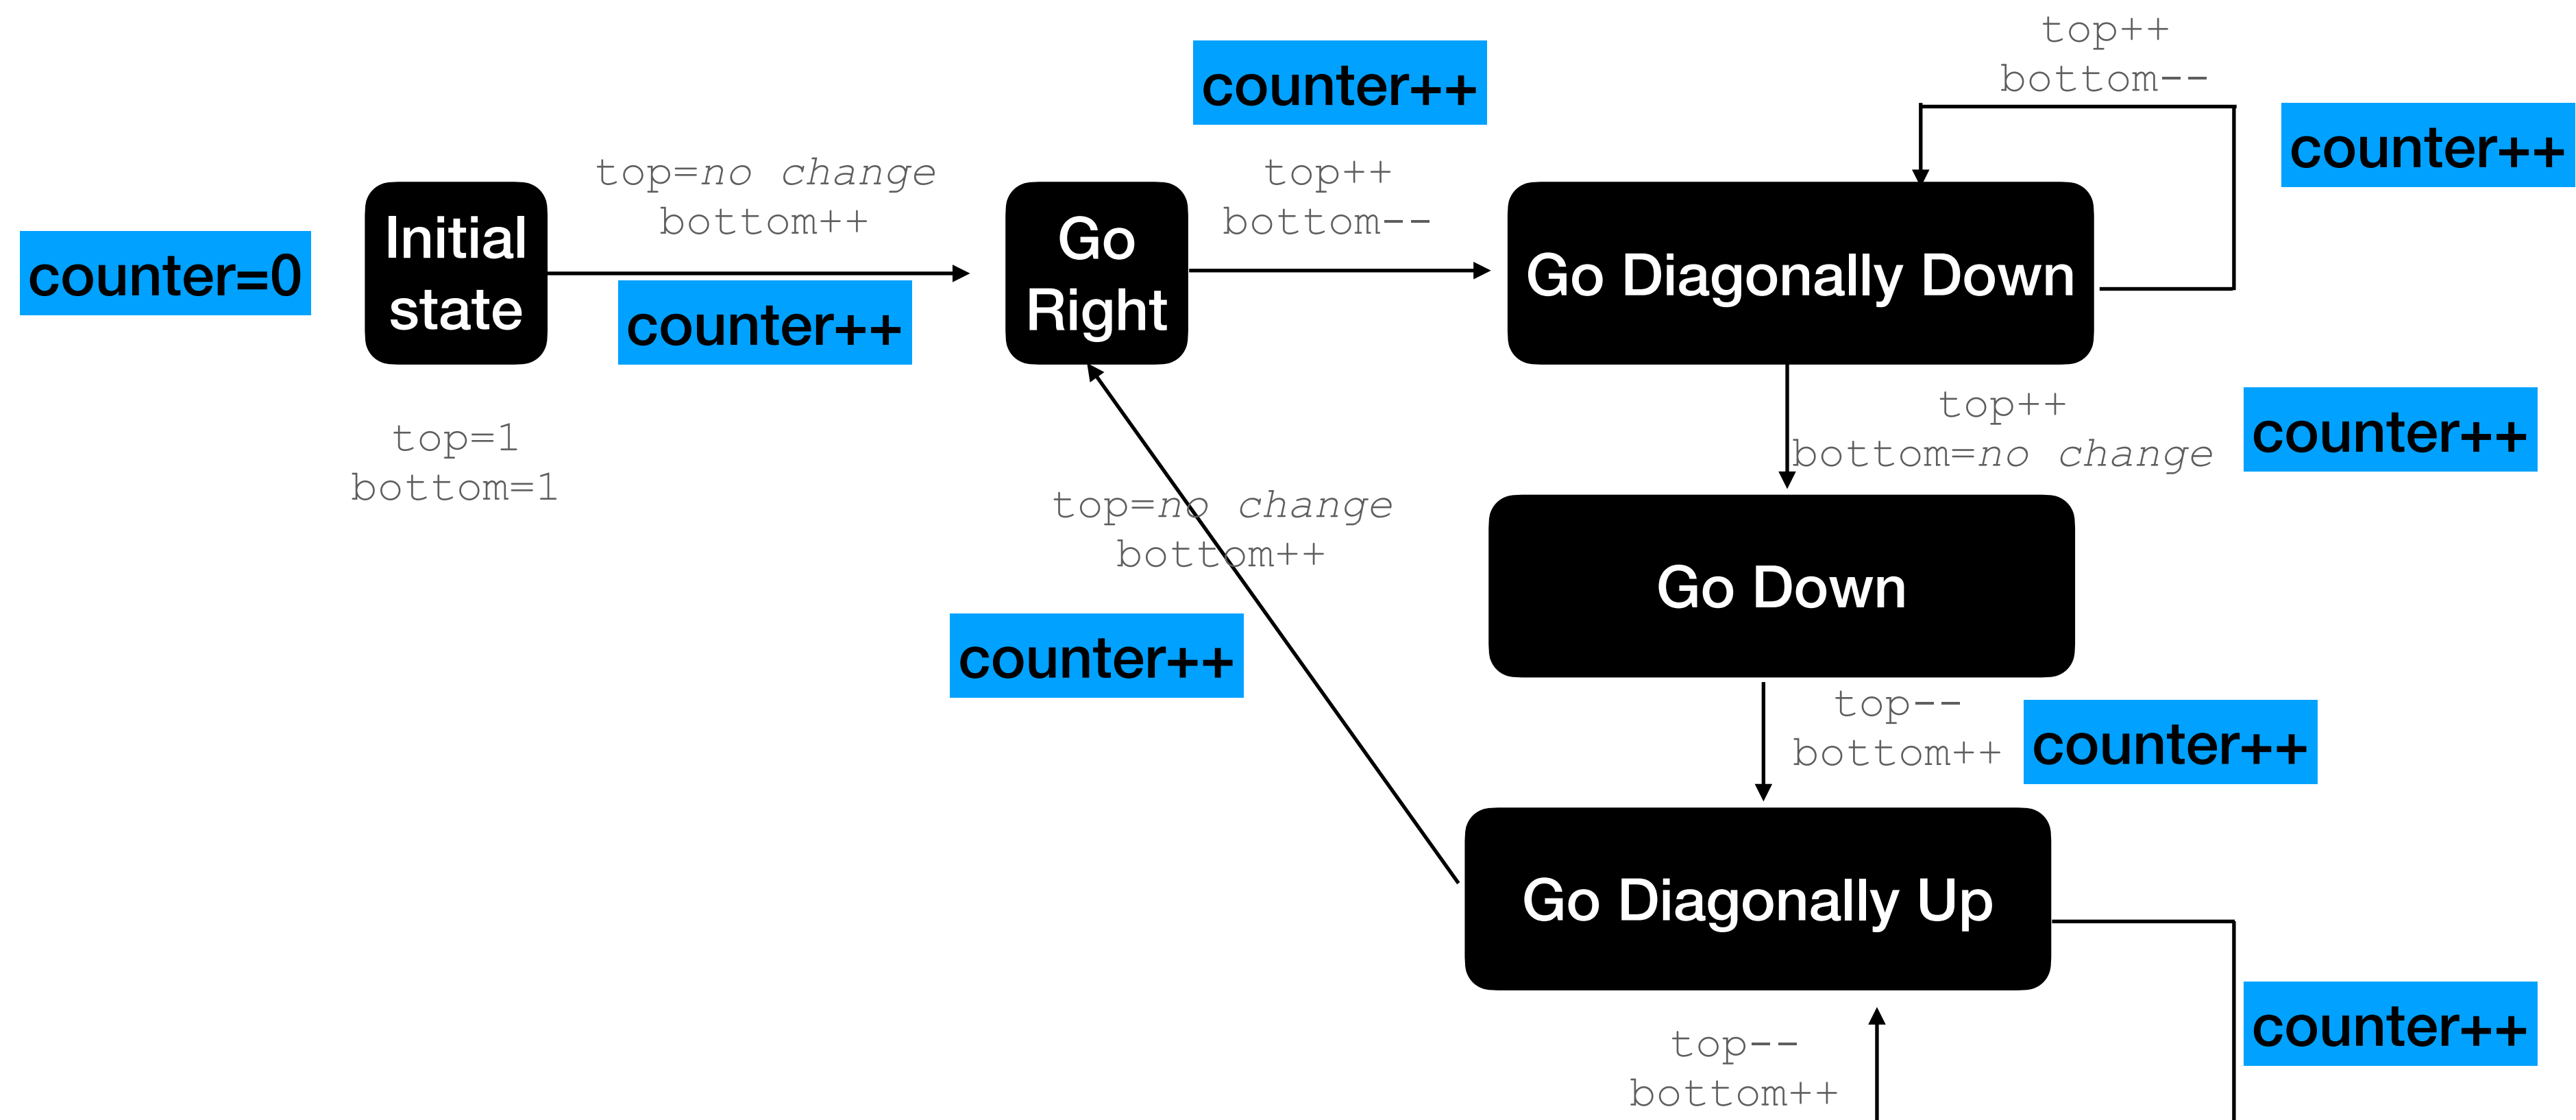 top++
bottom--
counter++
counter++
top=no change
bottom++
top++
bottom--
counter=0
Initial
state
counter++
Go
Right
Go Diagonally Down
top=1
bottom=1
top++
bottom=no change
counter++
top=no change
bottom++
Go Down
counter++
top--
bottom++
counter++
Go Diagonally Up
counter++
top--
bottom++